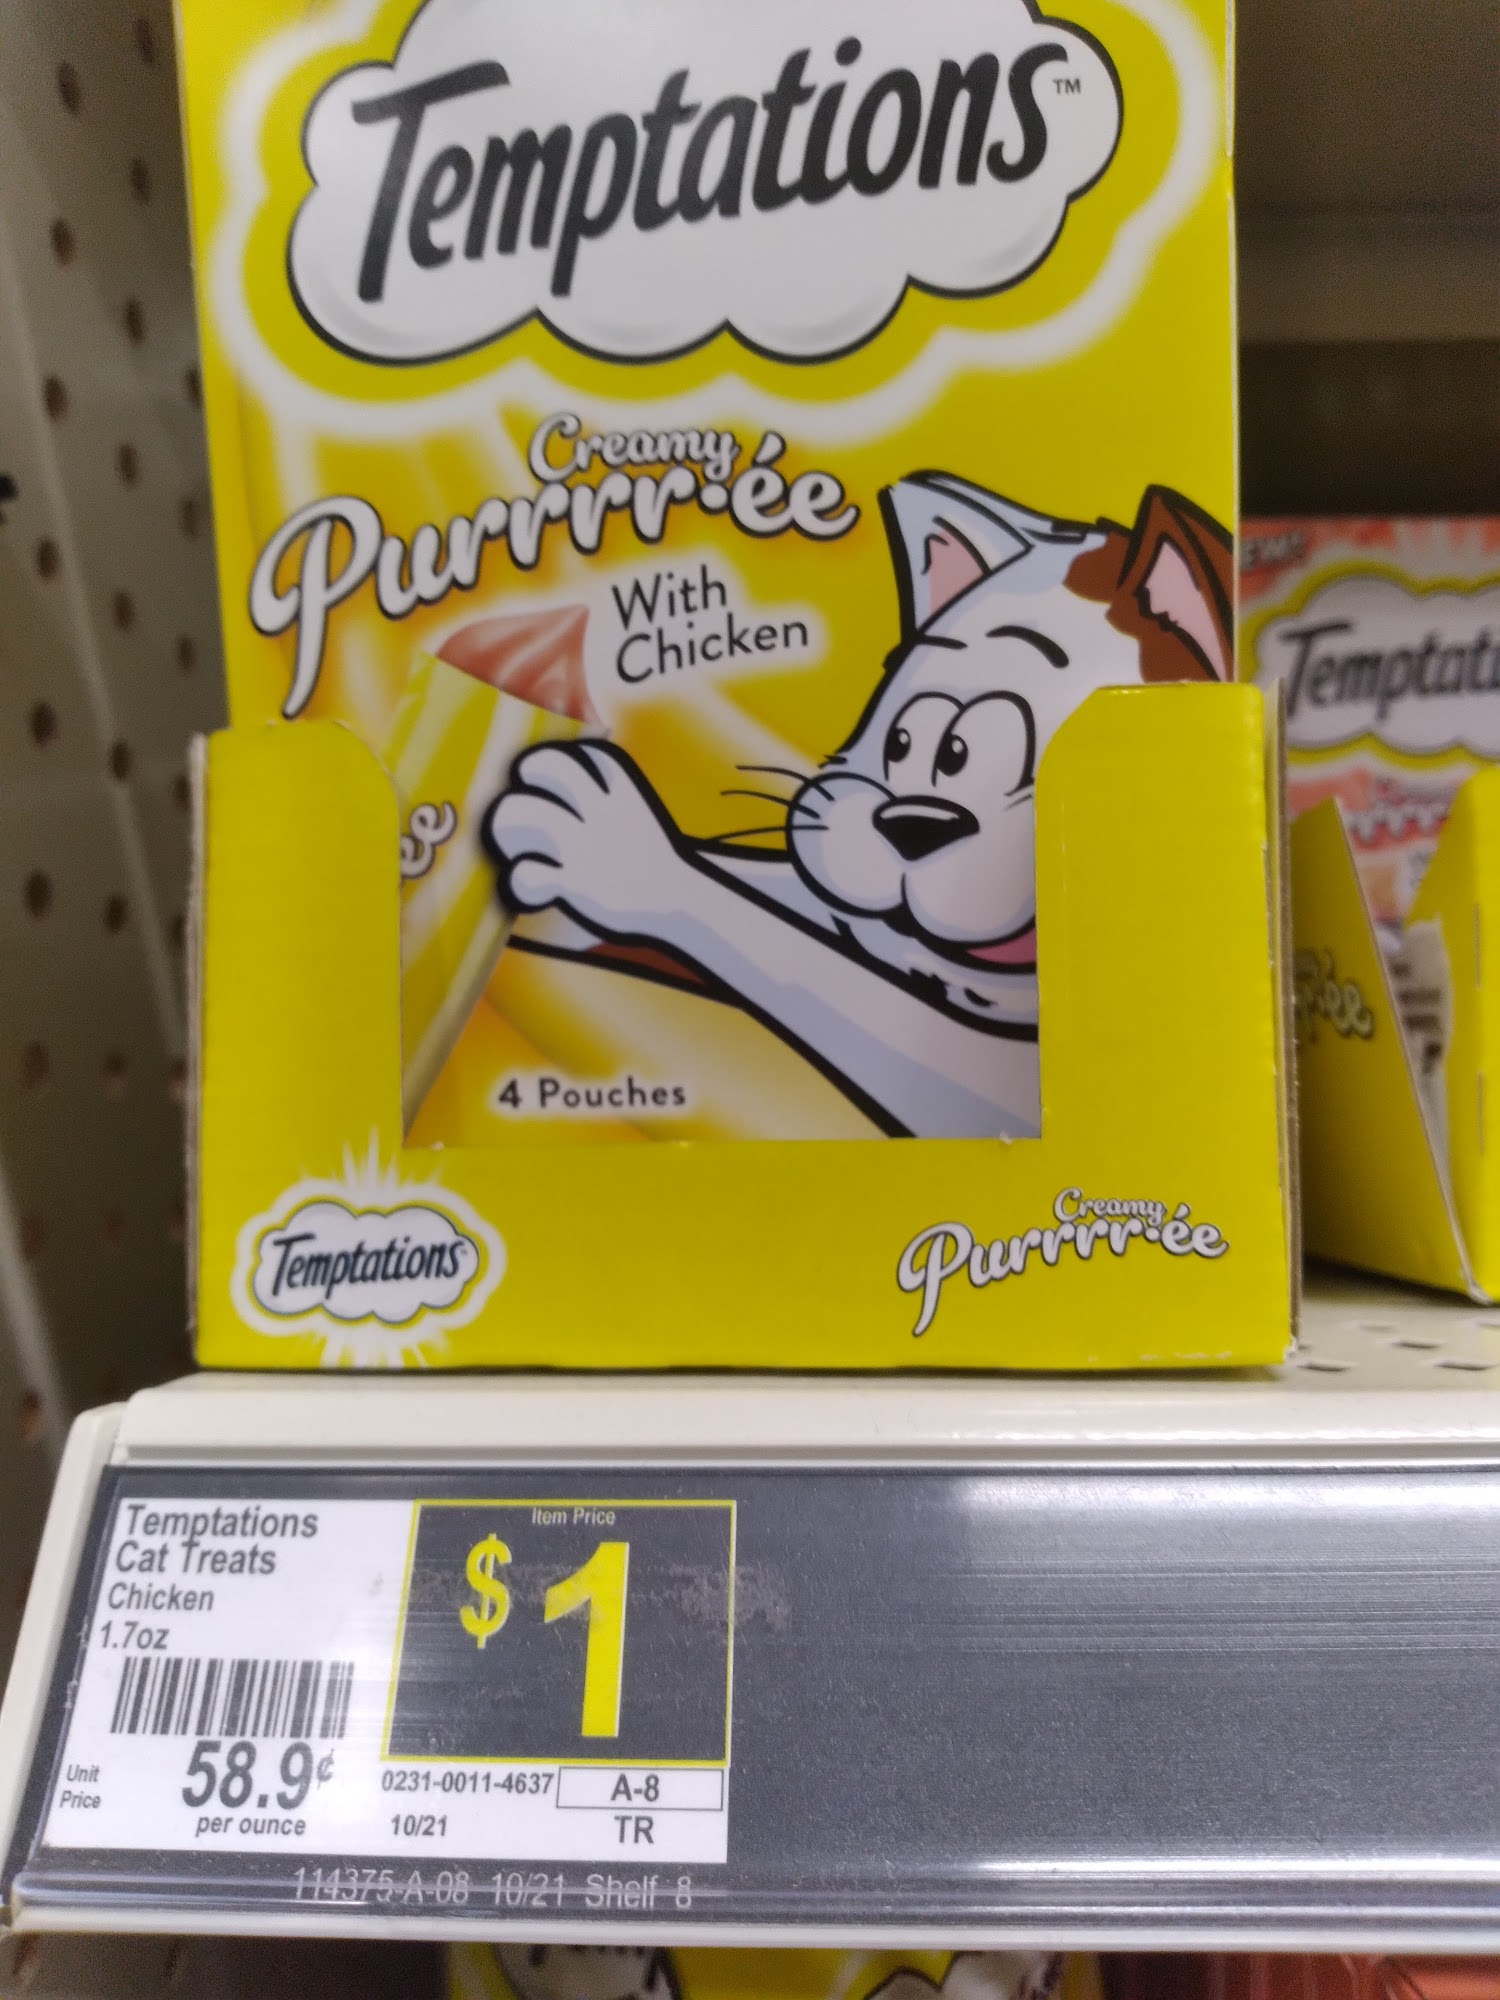 Temptations™
Creamy
Purrrr•ée
With
Chicken
4 Pouches
Temptations
Creamy
Purrrr•ée
Temptations
Cat Treats
Chicken
1.7oz
Item Price
$1
Unit
Price
58.9¢
per ounce
0231-0011-4637
A-8
10/21
TR
114375-A-08 10/21 Shelf 8